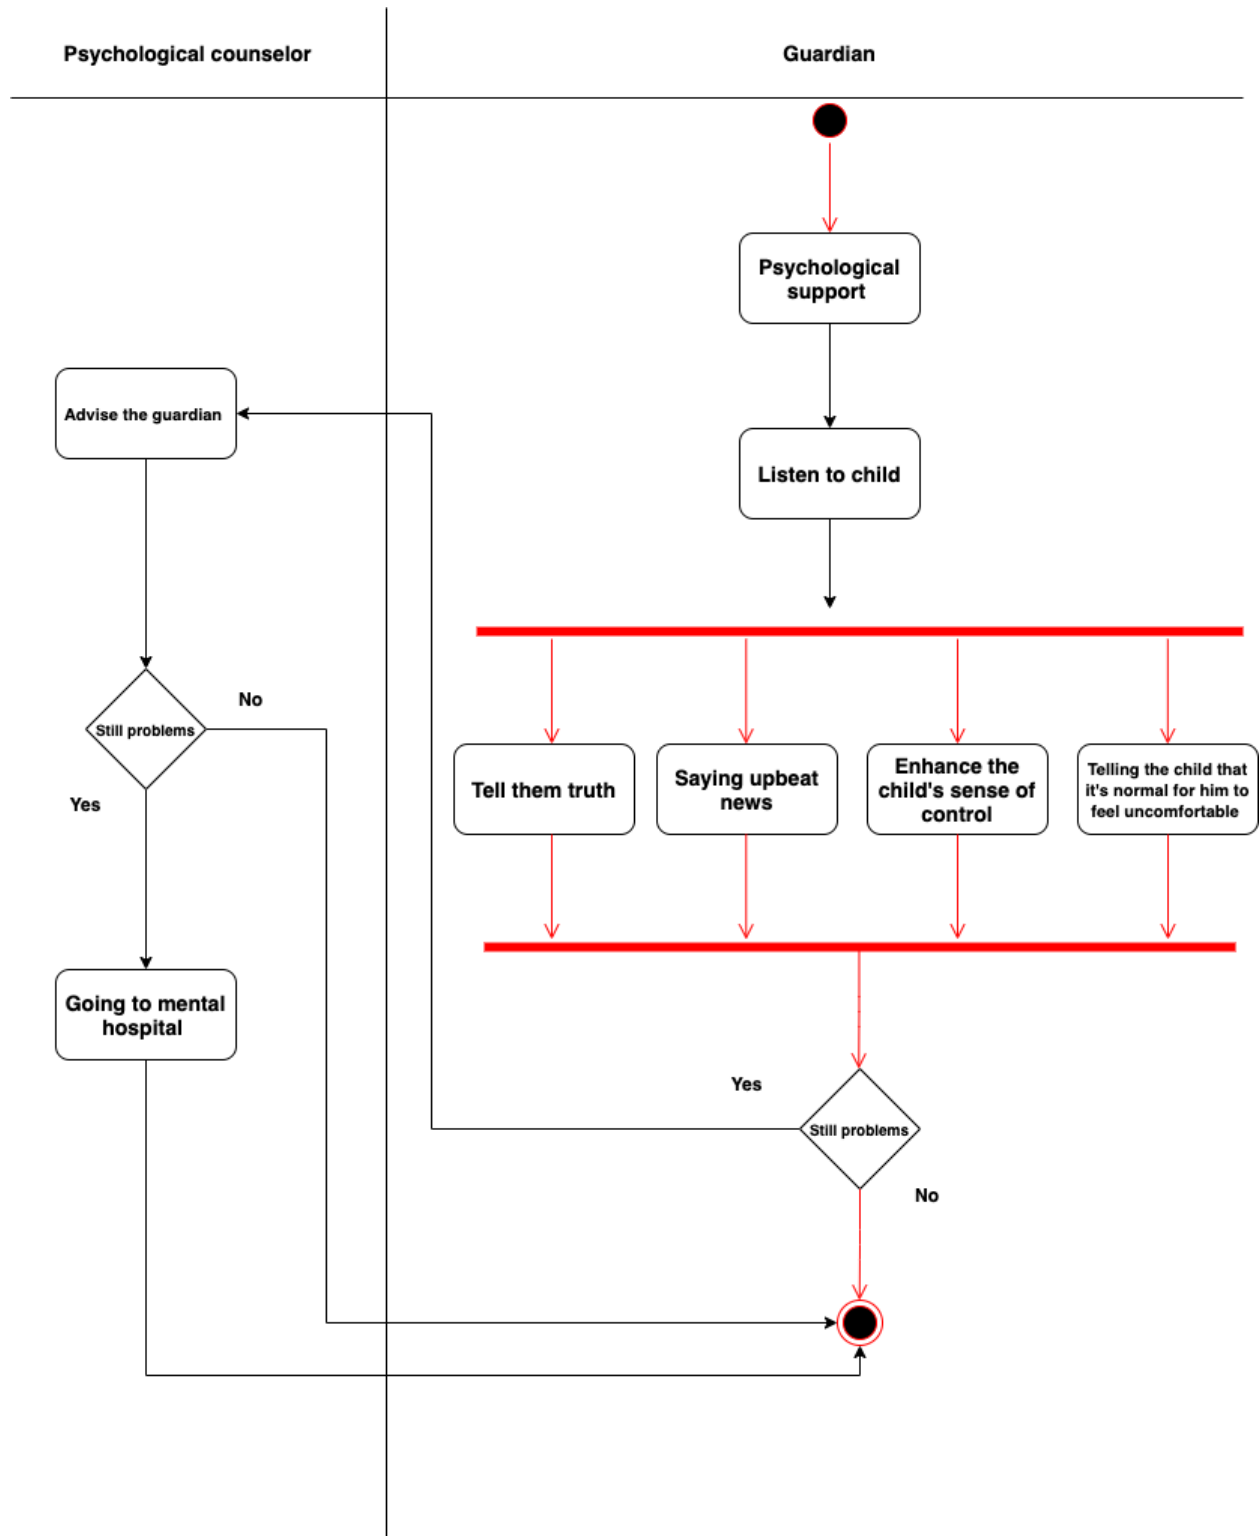 Psychological counselor
Guardian
Psychological
support
Advise the guardian
Listen to child
No
Still problems
Yes
Tell them truth
Saying upbeat
news
Enhance the
child's sense of
control
Telling the child that
it's normal for him to
feel uncomfortable
Going to mental
hospital
Yes
Still problems
No